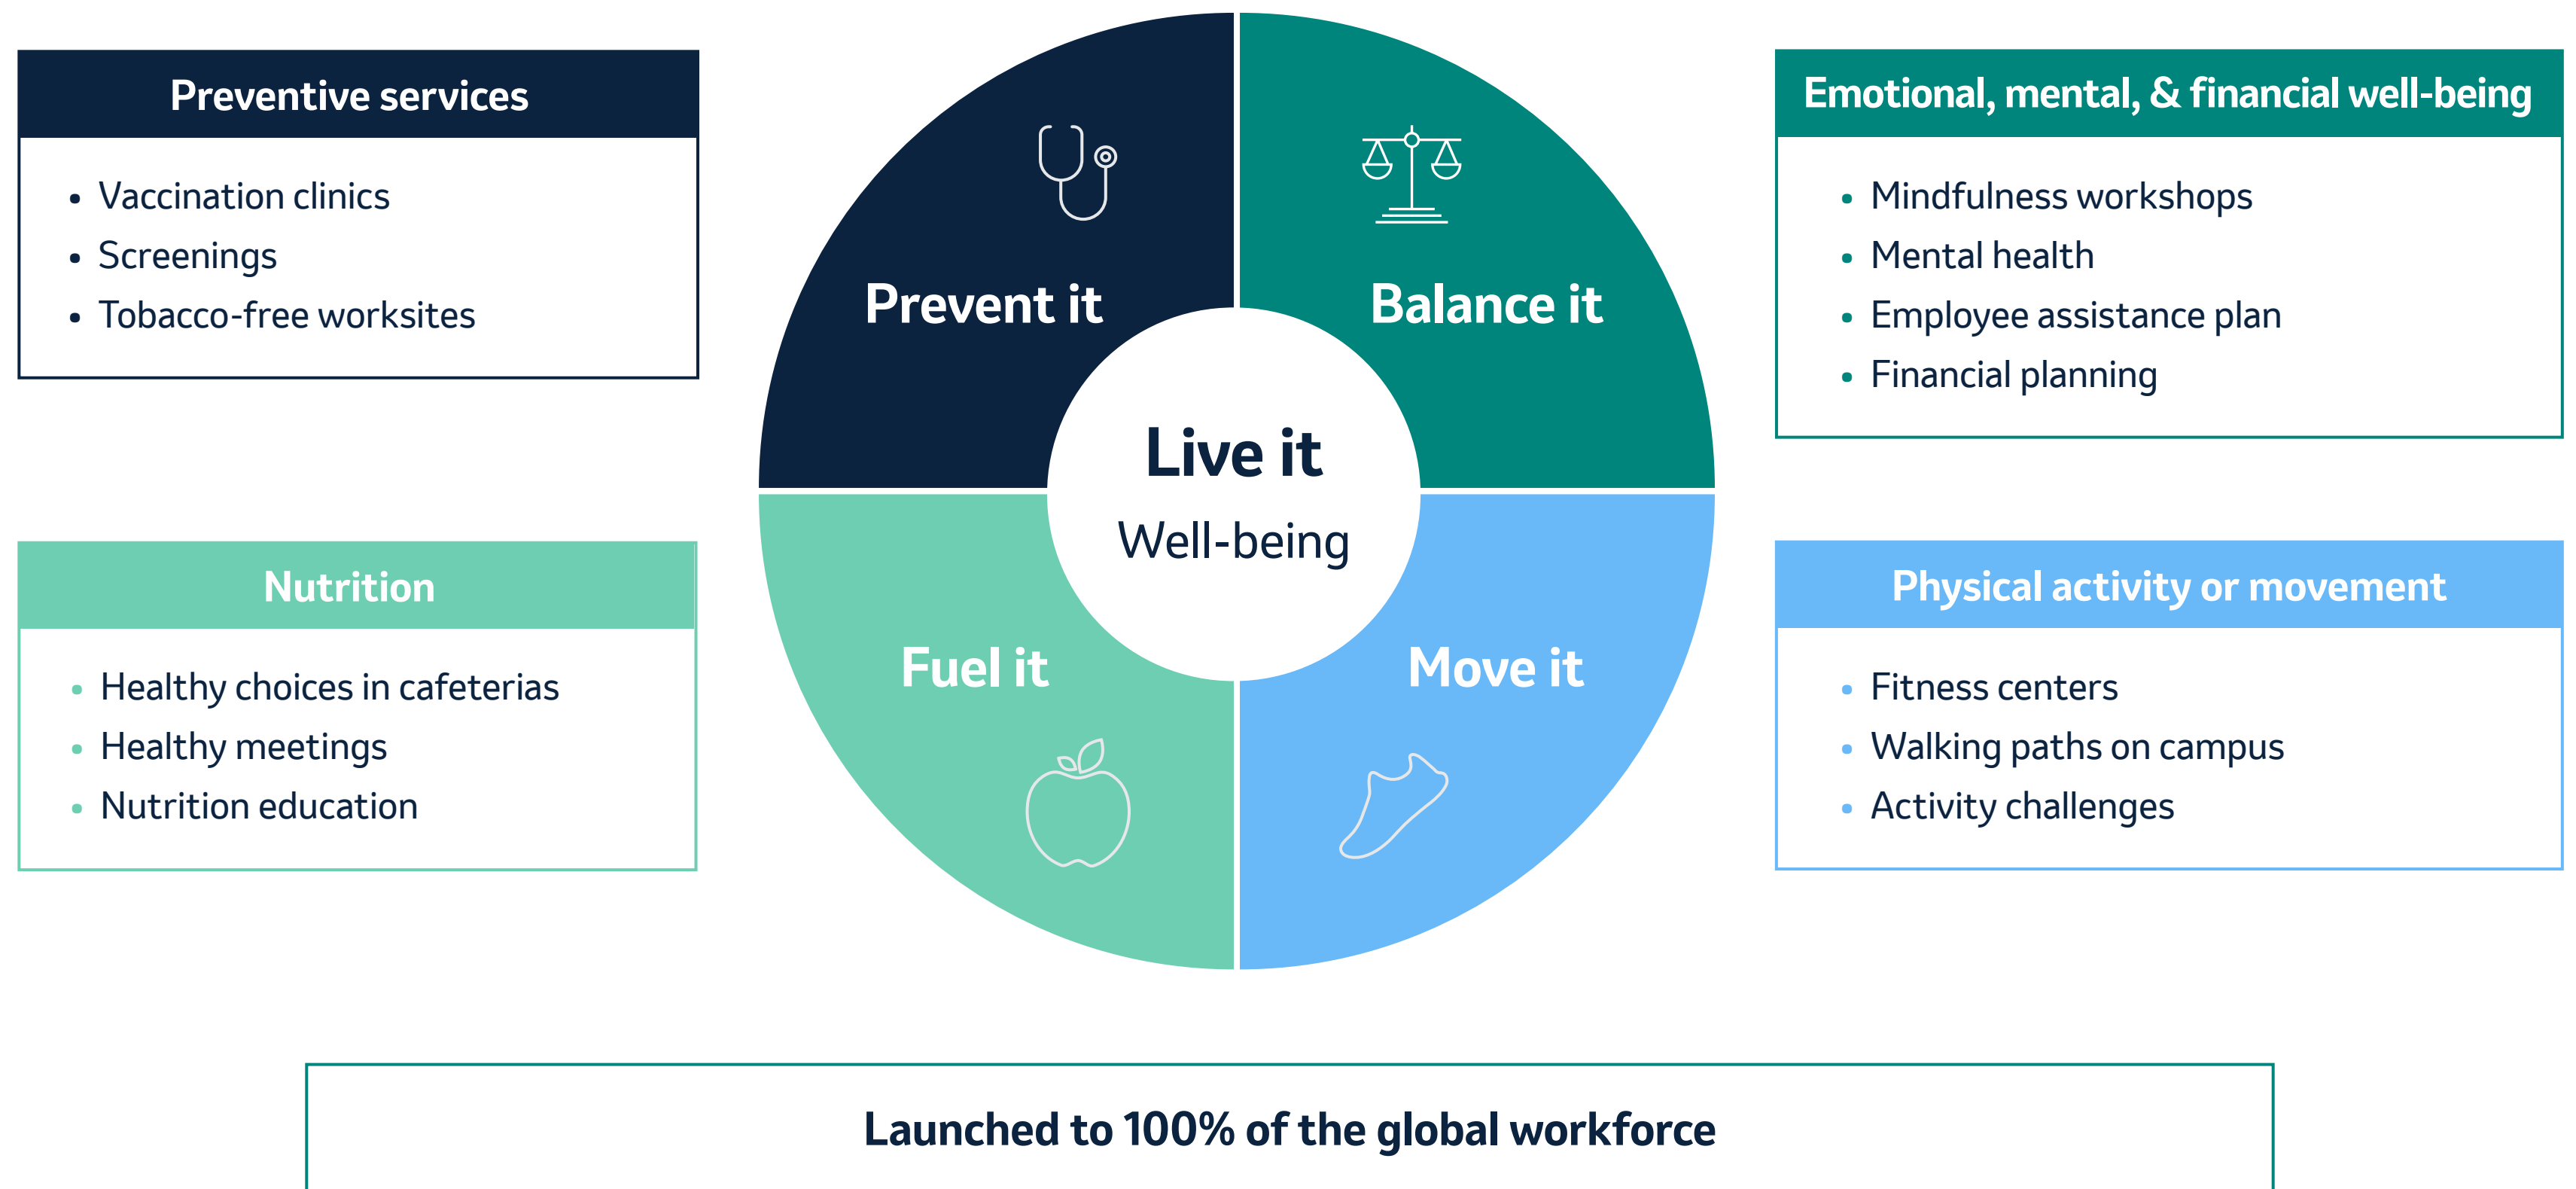 Preventive services
• Vaccination clinics
• Screenings
• Tobacco-free worksites
Prevent it
Balance it
Emotional, mental, & financial well-being
• Mindfulness workshops
• Mental health
• Employee assistance plan
• Financial planning
Live it
Well-being
Nutrition
• Healthy choices in cafeterias
• Healthy meetings
• Nutrition education
Fuel it
Move it
Physical activity or movement
• Fitness centers
• Walking paths on campus
• Activity challenges
Launched to 100% of the global workforce